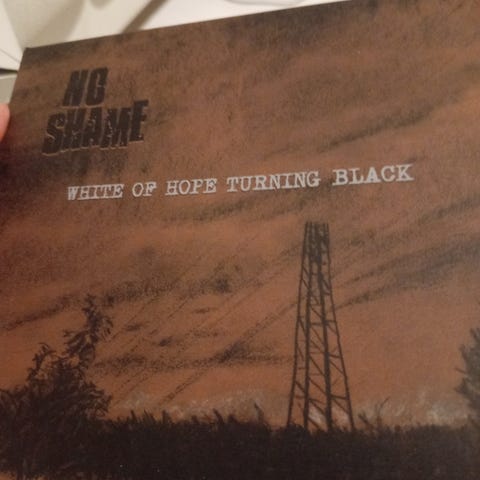 NO
SHAME
WHITE OF HOPE TURNING BLACK